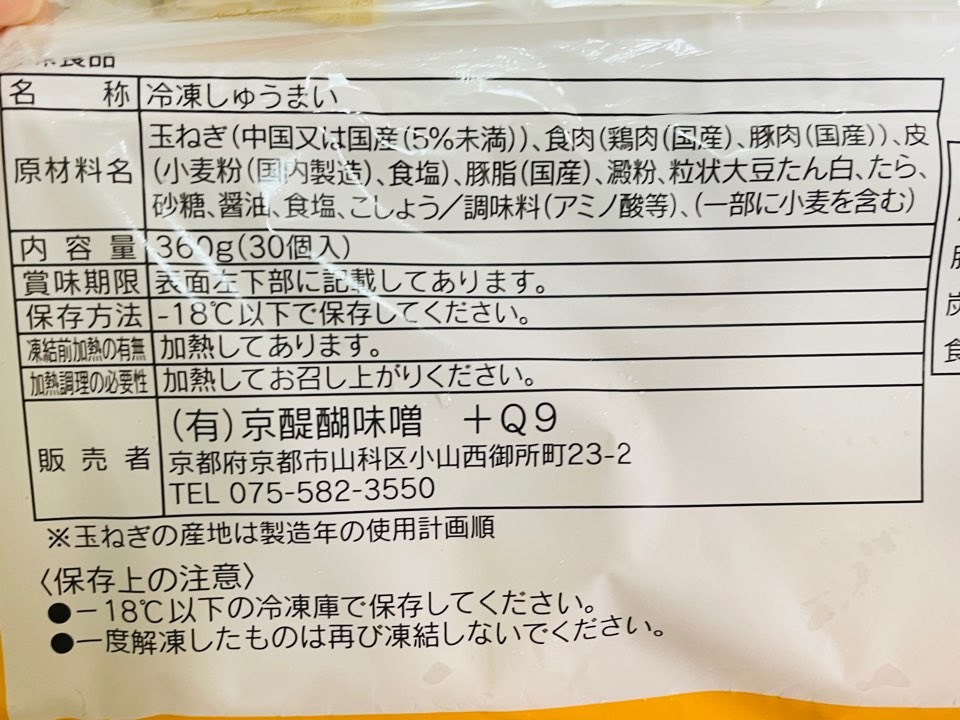 食品
名称 冷凍しゅうまい
原材料名 玉ねぎ(中国又は国産(5%未満))、食肉(鶏肉(国産)、豚肉(国産))、皮
(小麦粉(国内製造)、食塩)、豚脂(国産)、澱粉、粒状大豆たん白、たら、
砂糖、醤油、食塩、こしょう/調味料(アミノ酸等)、(一部に小麦を含む)
内容量 360g(30個入)
賞味期限 表面左下部に記載してあります。
保存方法 -18℃以下で保存してください。
凍結前加熱の有無 加熱してあります。
加熱調理の必要性 加熱してお召し上がりください。
販売者 (有)京醍醐味噌 +Q9
京都府京都市山科区小山西御所町23-2
TEL 075-582-3550
※玉ねぎの産地は製造年の使用計画順
〈保存上の注意〉
●-18℃以下の冷凍庫で保存してください。
●一度解凍したものは再び凍結しないでください。
炭
食